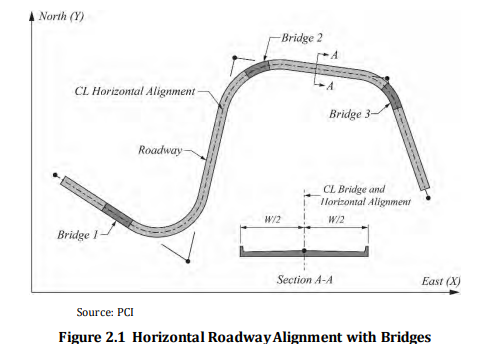 North (Y)
Bridge 2
A
A
CL Horizontal Alignment
Bridge 3
Roadway
CL Bridge and
Horizontal Alignment
W/2
W/2
Bridge 1
Section A-A
East (X)
Source: PCI
Figure 2.1 Horizontal Roadway Alignment with Bridges